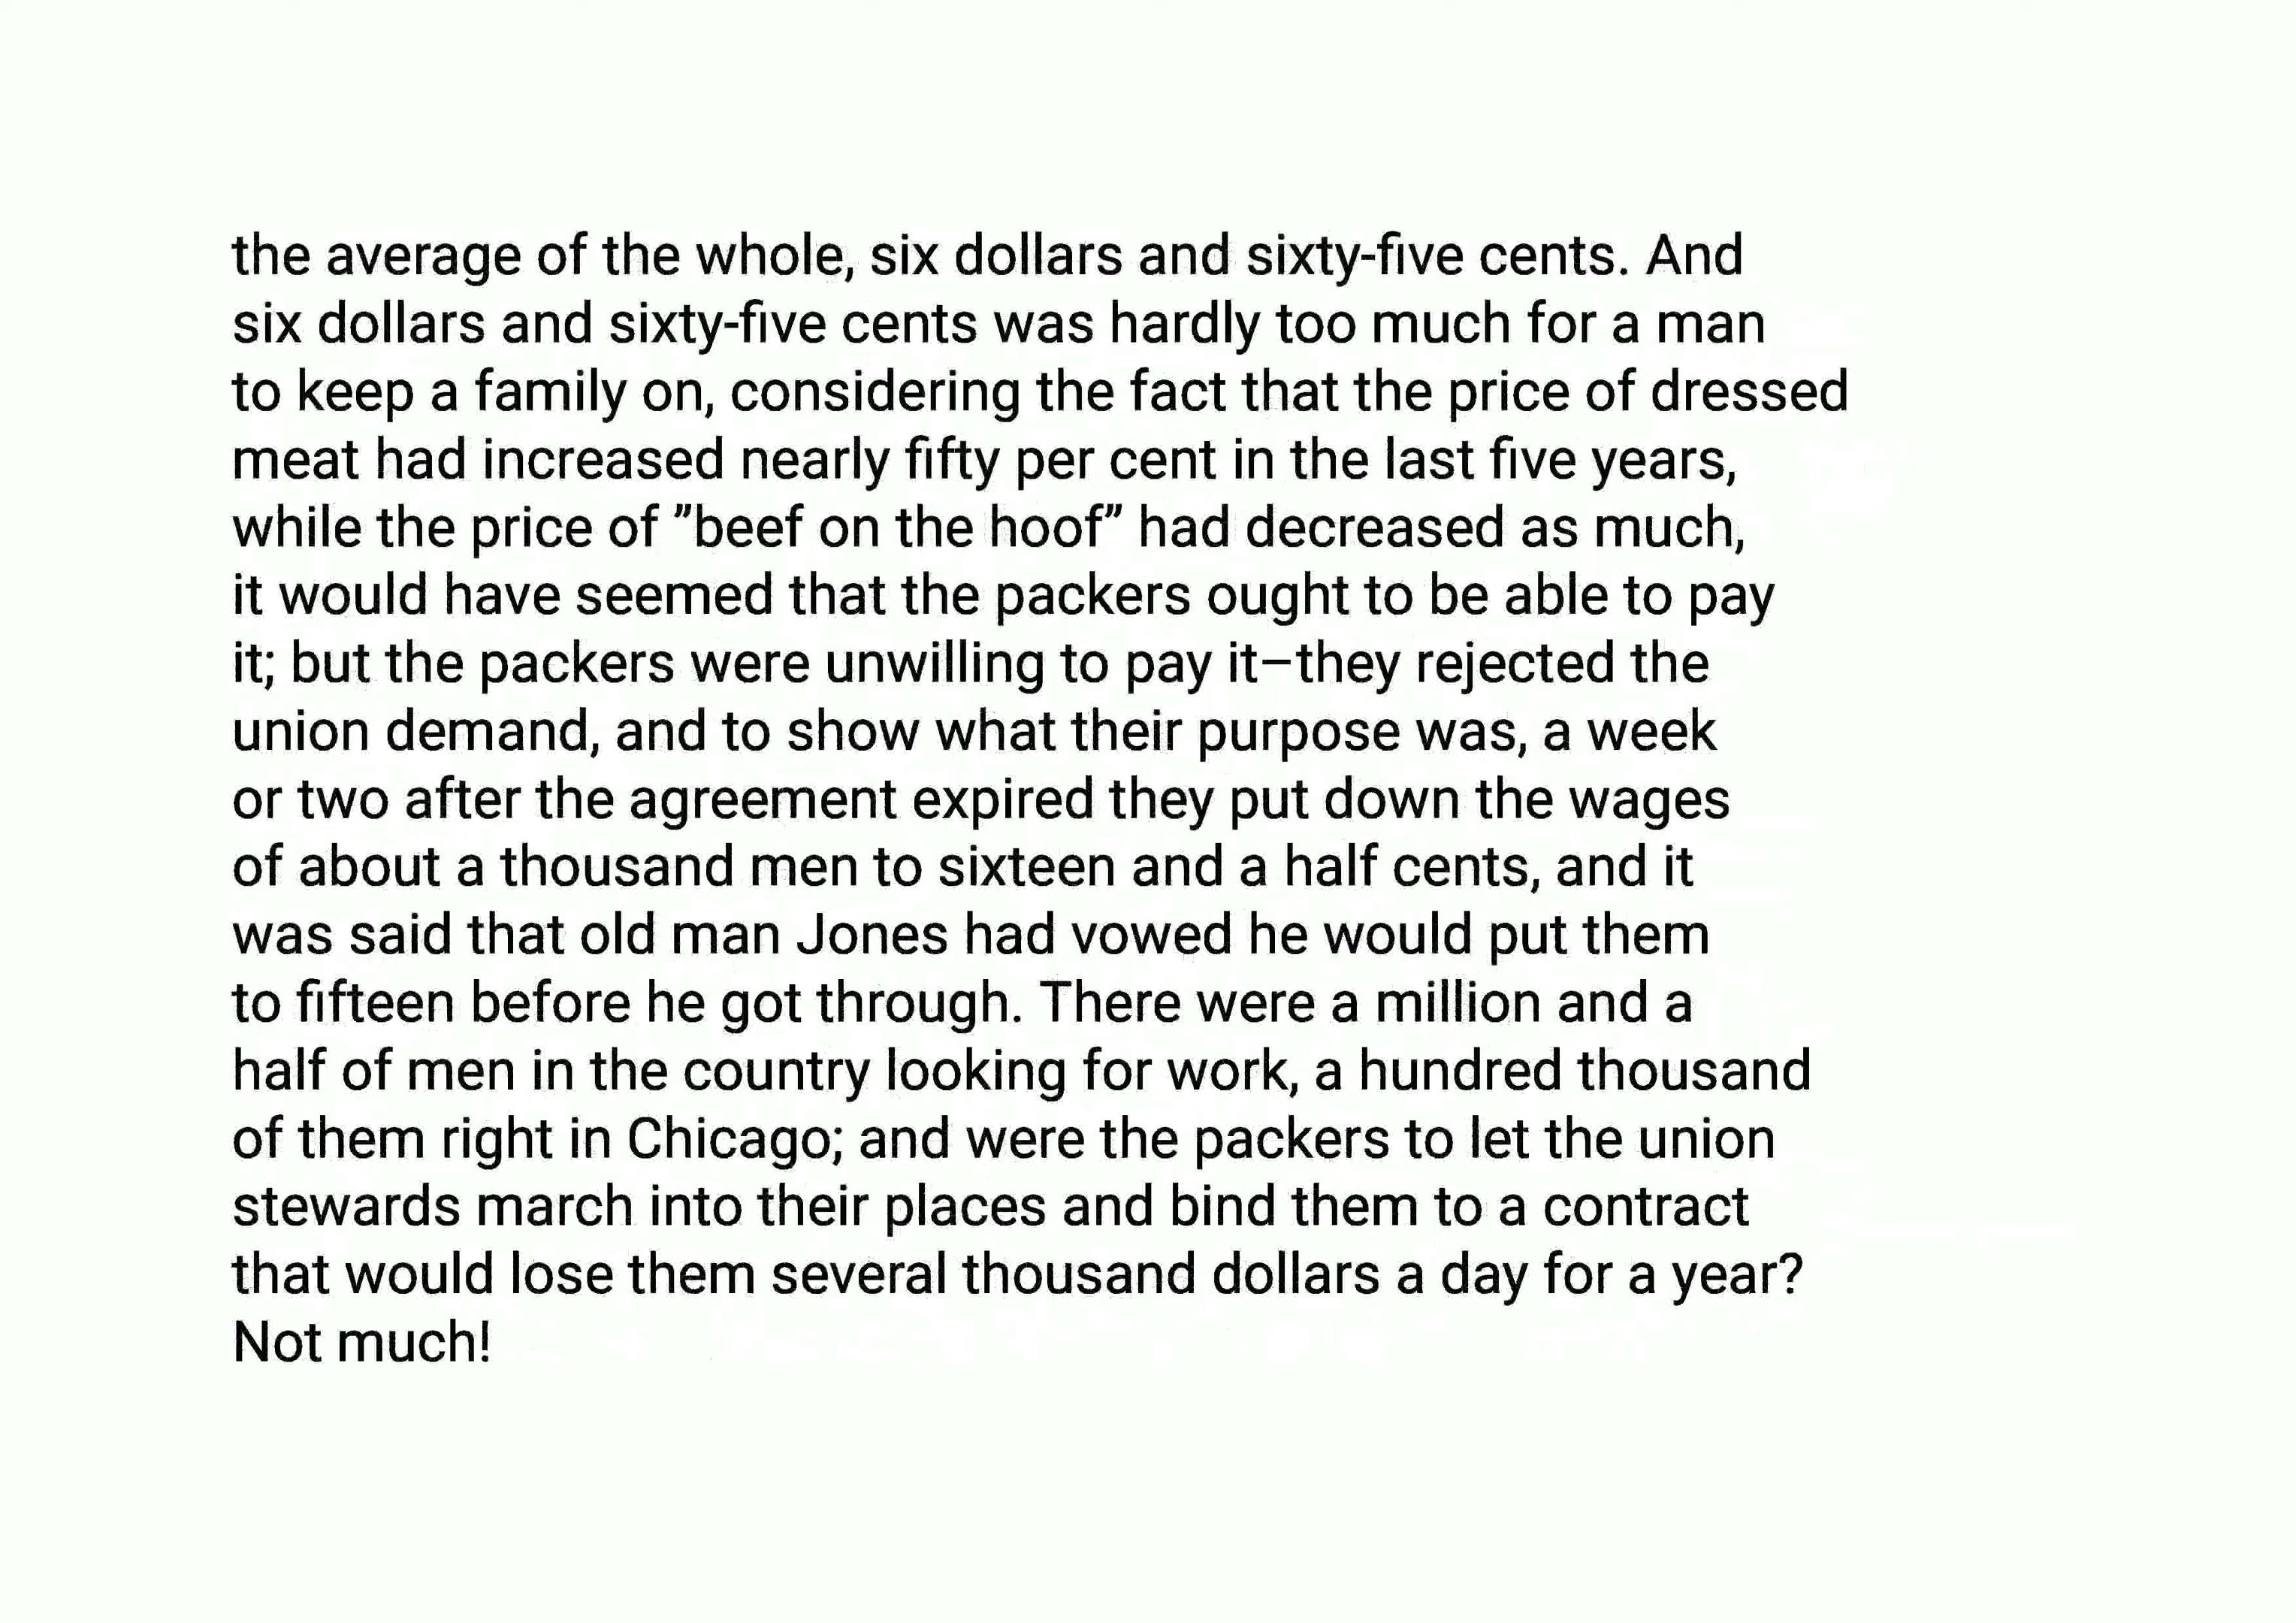 the average of the whole, six dollars and sixty-five cents. And
six dollars and sixty-five cents was hardly too much for a man
to keep a family on, considering the fact that the price of dressed
meat had increased nearly fifty per cent in the last five years,
while the price of ”beef on the hoof” had decreased as much,
it would have seemed that the packers ought to be able to pay
it; but the packers were unwilling to pay it–they rejected the
union demand, and to show what their purpose was, a week
or two after the agreement expired they put down the wages
of about a thousand men to sixteen and a half cents, and it
was said that old man Jones had vowed he would put them
to fifteen before he got through. There were a million and a
half of men in the country looking for work, a hundred thousand
of them right in Chicago; and were the packers to let the union
stewards march into their places and bind them to a contract
that would lose them several thousand dollars a day for a year?
Not much!